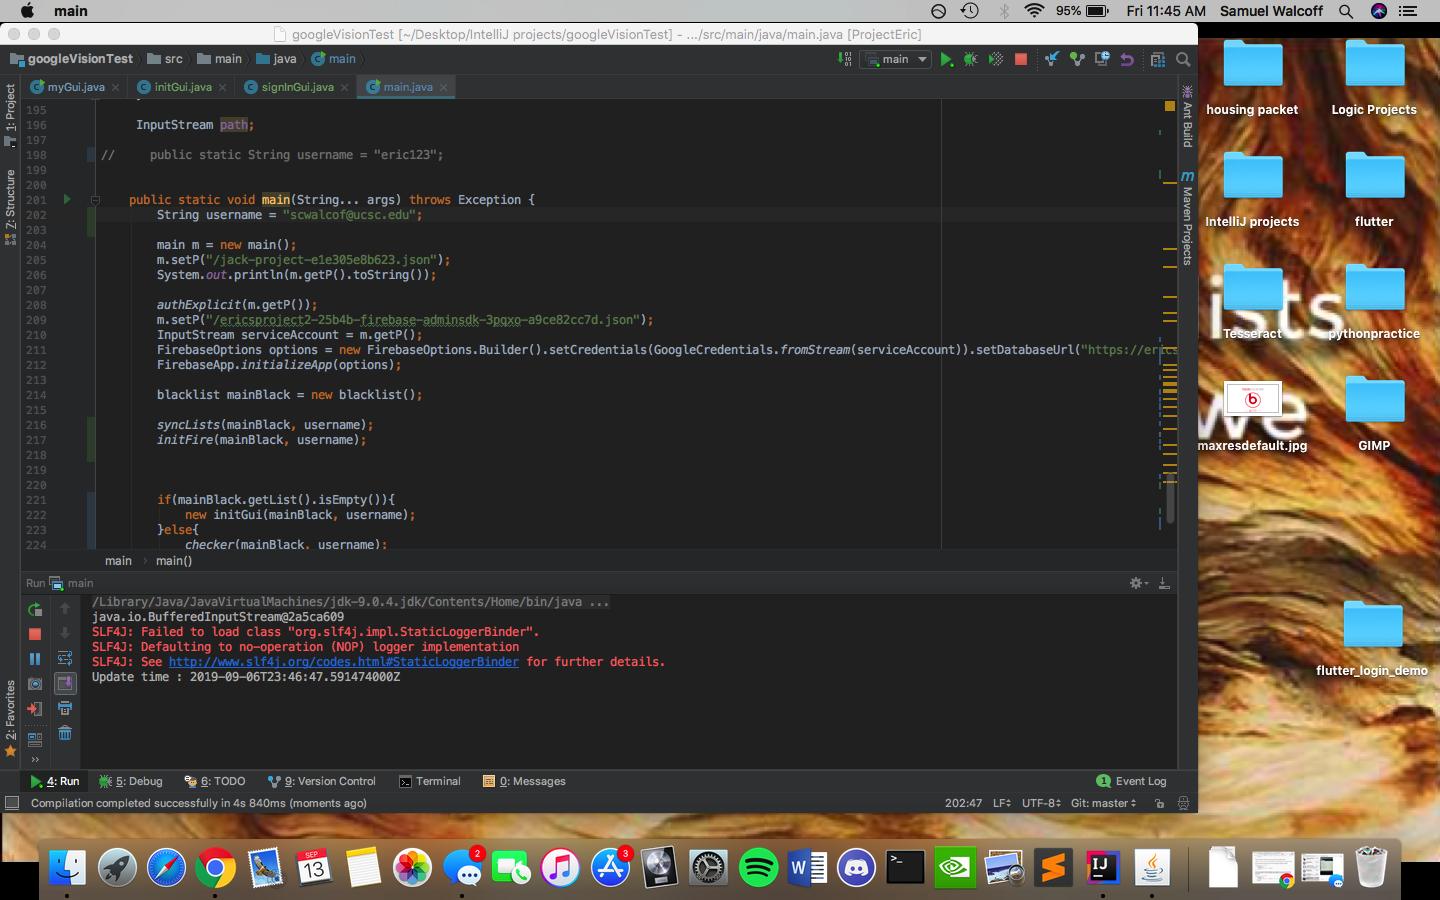 main
95%
Fri 11:45 AM
Samuel Walcoff
googleVisionTest [~/Desktop/IntelliJ projects/googleVisionTest] - .../src/main/java/main.java [ProjectEric]
googleVisionTest
src
main
java
main
main
myGui.java
initGui.java
signInGui.java
main.java
1: Project
7: Structure
2: Favorites
Ant Build
Maven Projects
195
196 InputStream path;
197
198 // public static String username = "eric123";
199
200
201 public static void main(String... args) throws Exception {
202 String username = "scwalcof@ucsc.edu";
203
204 main m = new main();
205 m.setP("/jack-project-e1e305e8b623.json");
206 System.out.println(m.getP().toString());
207
208 authExplicit(m.getP());
209 m.setP("/ericsproject2-25b4b-firebase-adminsdk-3pqxo-a9ce82cc7d.json");
210 InputStream serviceAccount = m.getP();
211 FirebaseOptions options = new FirebaseOptions.Builder().setCredentials(GoogleCredentials.fromStream(serviceAccount)).setDatabaseUrl("https://erics
212 FirebaseApp.initializeApp(options);
213
214 blacklist mainBlack = new blacklist();
215
216 syncLists(mainBlack, username);
217 initFire(mainBlack, username);
218
219
220
221 if(mainBlack.getList().isEmpty()){
222 new initGui(mainBlack, username);
223 }else{
224 checker(mainBlack, username);
main
main()
Run
main
/Library/Java/JavaVirtualMachines/jdk-9.0.4.jdk/Contents/Home/bin/java ...
java.io.BufferedInputStream@2a5ca609
SLF4J: Failed to load class "org.slf4j.impl.StaticLoggerBinder".
SLF4J: Defaulting to no-operation (NOP) logger implementation
SLF4J: See http://www.slf4j.org/codes.html#StaticLoggerBinder for further details.
Update time : 2019-09-06T23:46:47.591474000Z
4: Run
5: Debug
6: TODO
9: Version Control
Terminal
0: Messages
1
Event Log
Compilation completed successfully in 4s 840ms (moments ago)
202:47
LF
UTF-8
Git: master
housing packet
Logic Projects
IntelliJ projects
flutter
ists
Tesseract
pythonpractice
we
maxresdefault.jpg
GIMP
flutter_login_demo
SEP
13
2
3